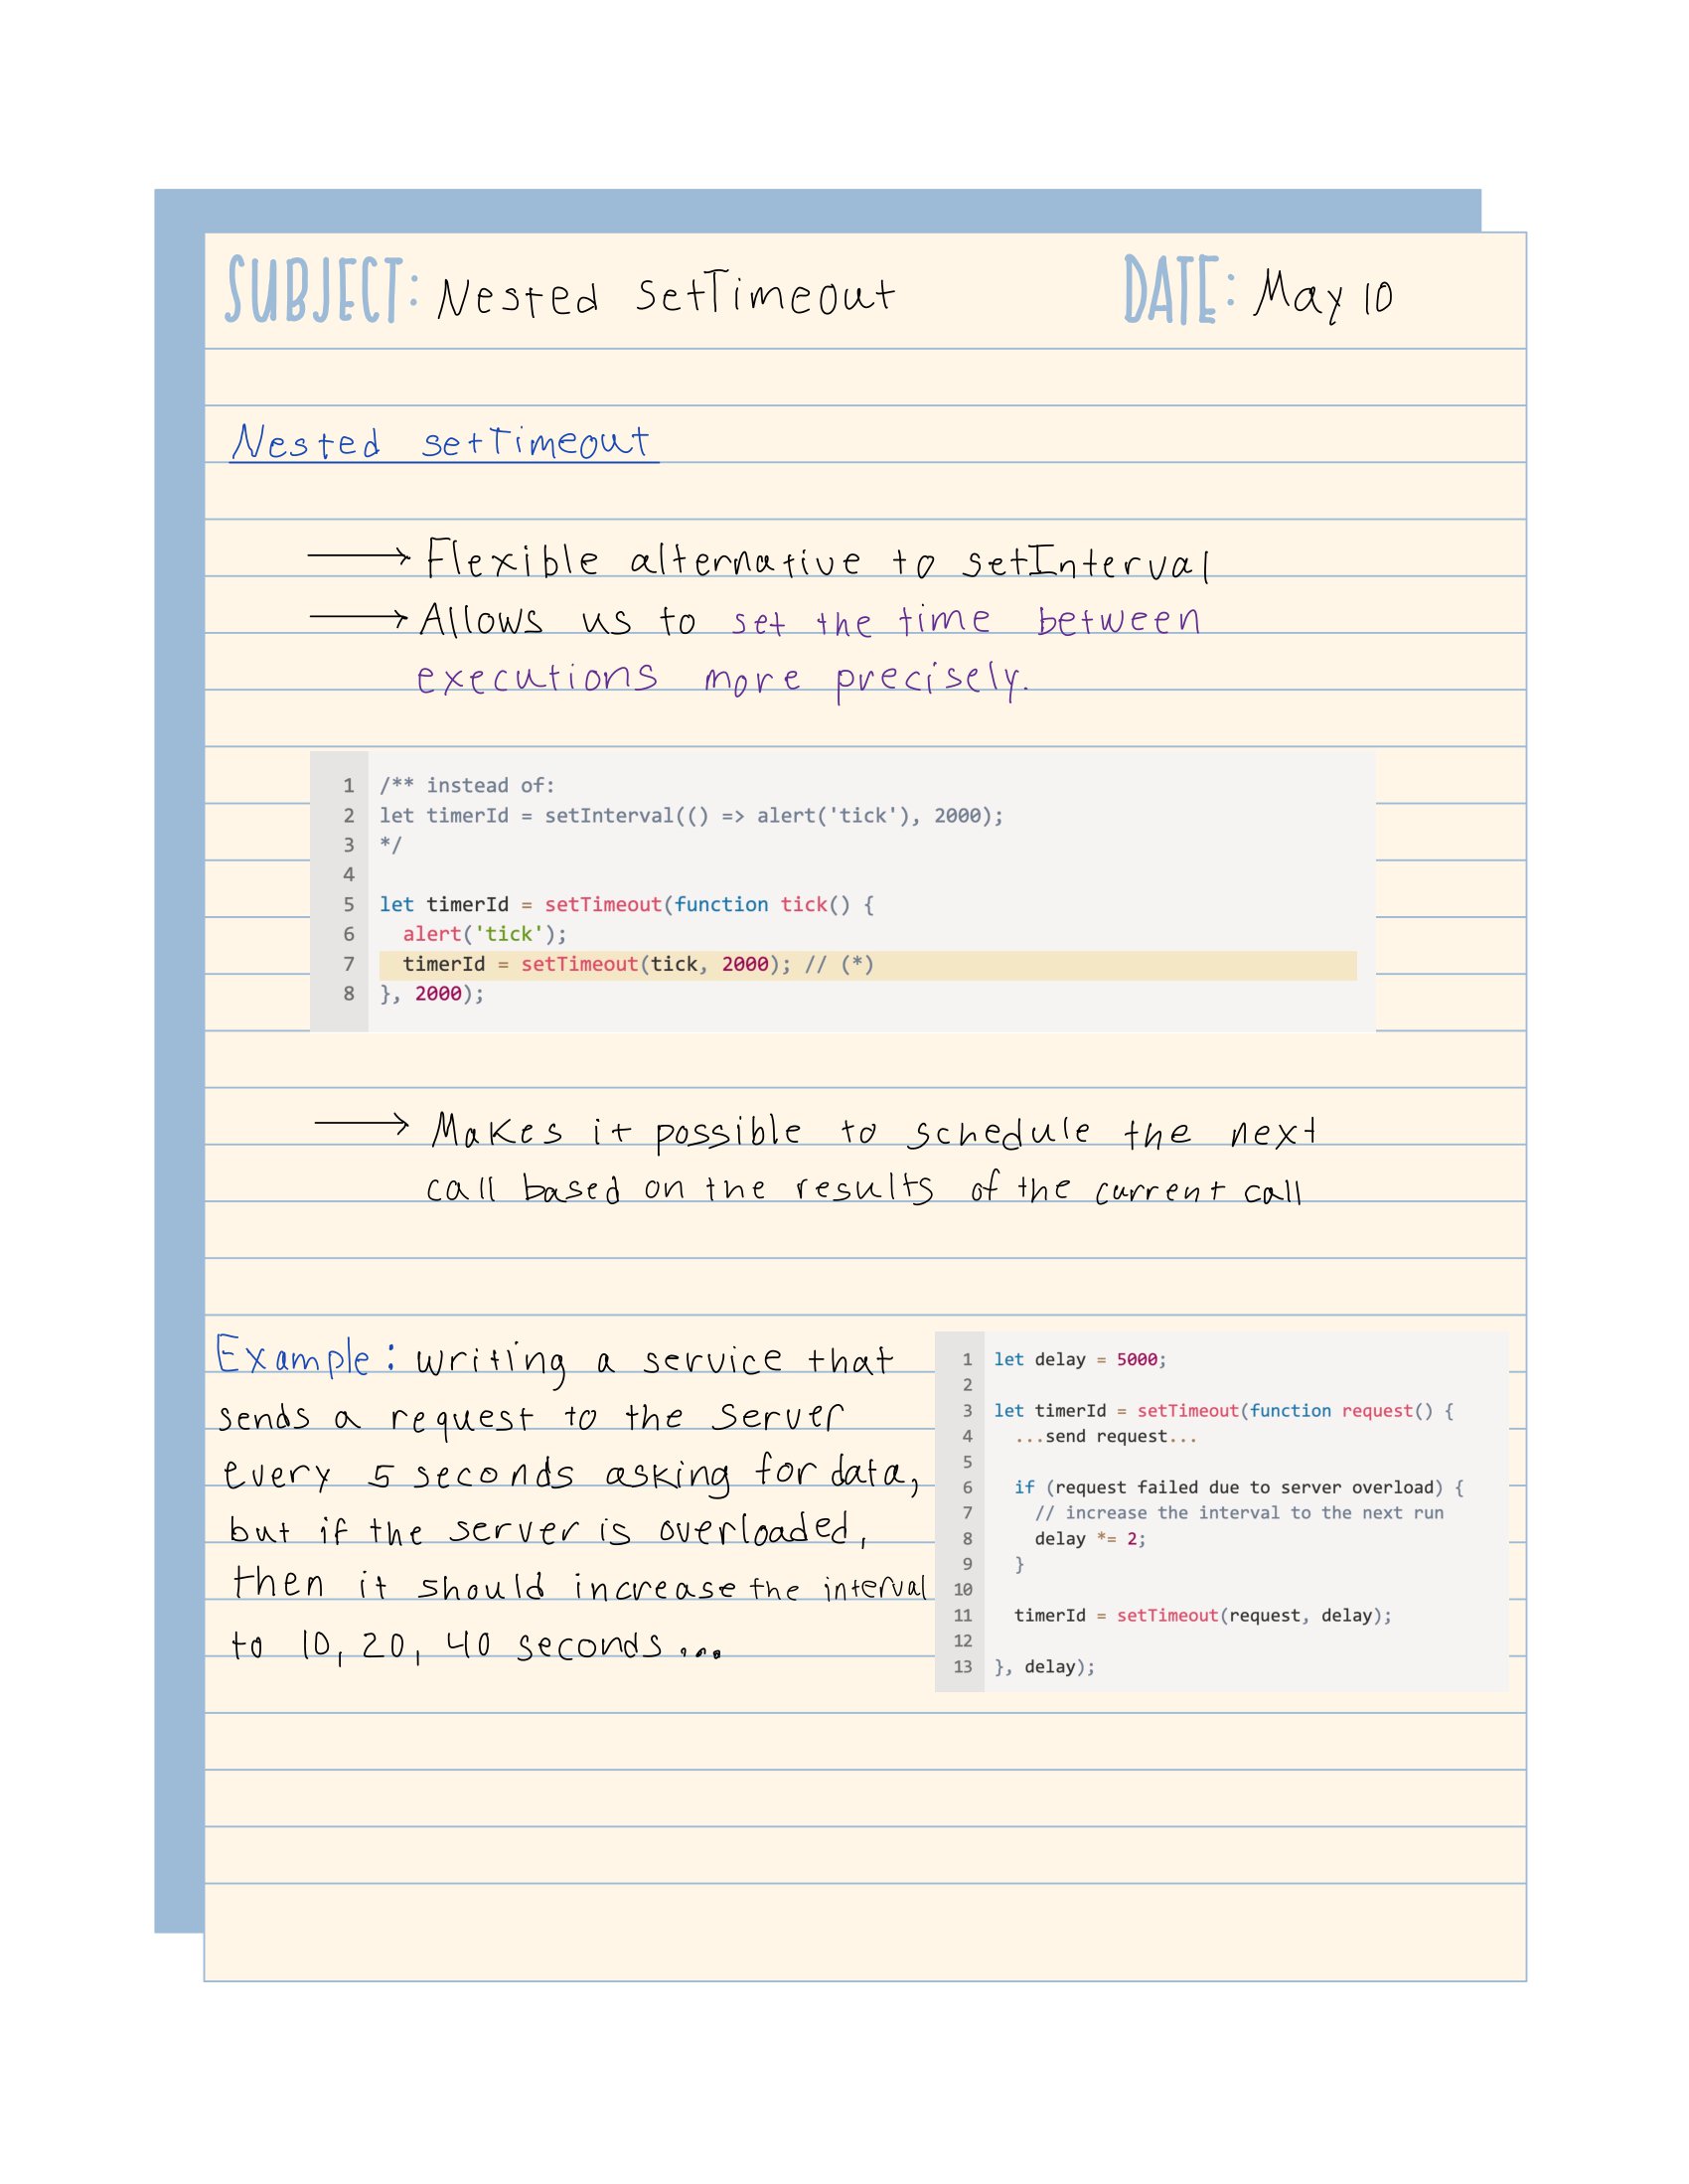 SUBJECT: Nested setTimeout DATE: May 10
Nested setTimeout
→ Flexible alternative to setInterval
→ Allows us to set the time between
executions more precisely.
1 /** instead of:
2 let timerId = setInterval(() => alert('tick'), 2000);
3 */
4
5 let timerId = setTimeout(function tick() {
6   alert('tick');
7   timerId = setTimeout(tick, 2000); // (*)
8 }, 2000);
→ Makes it possible to schedule the next
call based on the results of the current call
Example: writing a service that
sends a request to the server
every 5 seconds asking for data,
but if the server is overloaded,
then it should increase the interval
to 10, 20, 40 seconds...
1 let delay = 5000;
2
3 let timerId = setTimeout(function request() {
4   ...send request...
5
6   if (request failed due to server overload) {
7     // increase the interval to the next run
8     delay *= 2;
9   }
10
11   timerId = setTimeout(request, delay);
12
13 }, delay);